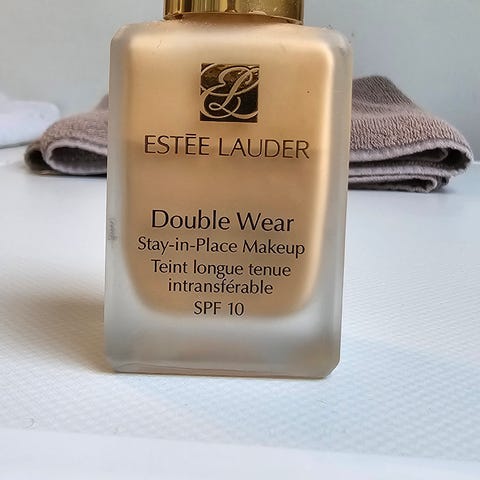 ESTĒE LAUDER
Double Wear
Stay-in-Place Makeup
Teint longue tenue
intransférable
SPF 10